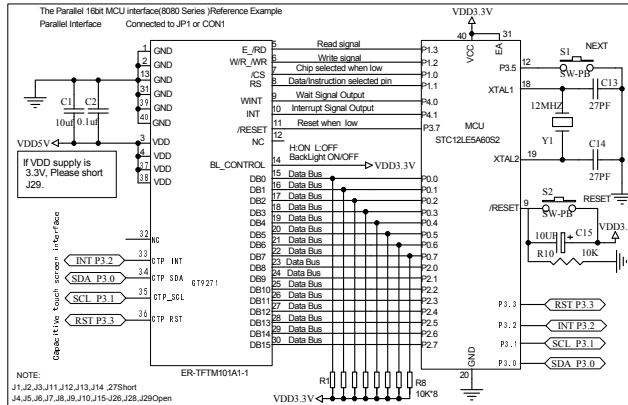 The Parallel 16bit MCU interface(8080 Series )Reference Example
Parallel Interface Connected to JP1 or CON1
VDD3.3V
1 GND
2 GND
13 GND
31 GND
39 GND
40 GND
C1 C2
10uf 0.1uf
VDD5V
3 VDD
4 VDD
37 VDD
38 VDD
If VDD supply is
3.3V, Please short
J29.
E_/RD 5 Read signal P1.3
W/R_/WR 6 Write signal P1.2
/CS 7 Chip selected when low P1.0
RS 8 Data/Instruction selected pin P1.1
WINT 9 Wait Signal Output P4.0
INT 10 Interrupt Signal Output P4.1
/RESET 11 Reset when low P3.7
NC 12
H:ON L:OFF
BL_CONTROL 14 BackLight ON/OFF VDD3.3V
DB0 15 Data Bus P0.0
DB1 16 Data Bus P0.1
DB2 17 Data Bus P0.2
DB3 18 Data Bus P0.3
DB4 19 Data Bus P0.4
DB5 20 Data Bus P0.5
DB6 21 Data Bus P0.6
DB7 22 Data Bus P0.7
DB8 23 Data Bus P2.0
DB9 24 Data Bus P2.1
DB10 25 Data Bus P2.2
DB11 26 Data Bus P2.3
DB12 27 Data Bus P2.4
DB13 28 Data Bus P2.5
DB14 29 Data Bus P2.6
DB15 30 Data Bus P2.7
Capacitive touch screen interface
32 NC
INT P3.2 33 CTP INT
SDA P3.0 34 CTP SDA
GT9271
SCL P3.1 35 CTP_SCL
RST P3.3 36 CTP RST
ER-TFTM101A1-1
R1 R8
VDD3.3V 10K*8
40 31
VCC EA
MCU
STC12LE5A60S2
P3.5 12 S1 NEXT
SW-PB
XTAL1 18 C13
12MHZ 27PF
Y1
XTAL2 19 C14
27PF
/RESET 9 S2 RESET
SW-PB
VDD3.3V
10UF + C15
R10 10K
P3.3 RST P3.3
P3.2 INT P3.2
P3.1 SCL P3.1
P3.0 SDA P3.0
GND
20
NOTE:
J1,J2,J3,J11,J12,J13,J14 ,27Short
J4,J5,J6,J7,J8,J9,J10,J15-J26,J28,J29Open